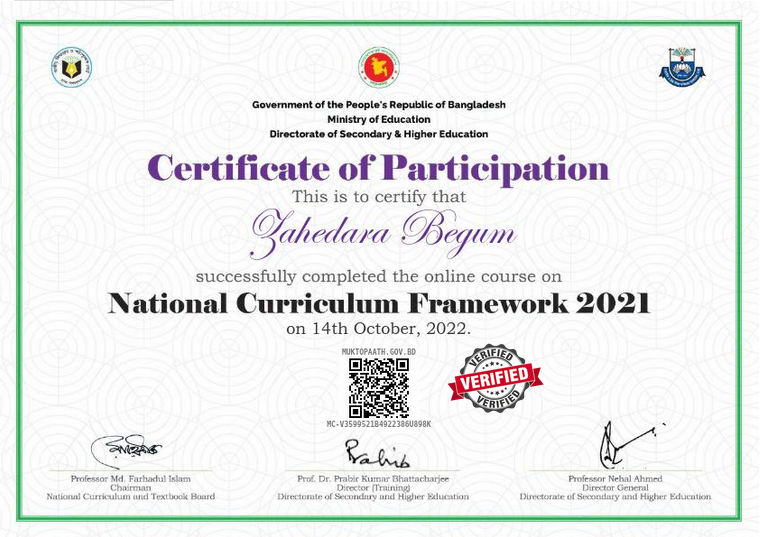 Government of the People's Republic of Bangladesh
Ministry of Education
Directorate of Secondary & Higher Education
Certificate of Participation
This is to certify that
Zahedara Begum
successfully completed the online course on
National Curriculum Framework 2021
on 14th October, 2022.
MUKTOPAATH.GOV.BD
VERIFIED
VERIFIED
VERIFIED
MC-V3599521B4922386U898K
Professor Md. Farhadul Islam
Chairman
National Curriculum and Textbook Board
Prof. Dr. Prabir Kumar Bhattacharjee
Director (Training)
Directorate of Secondary and Higher Education
Professor Nehal Ahmed
Director General
Directorate of Secondary and Higher Education